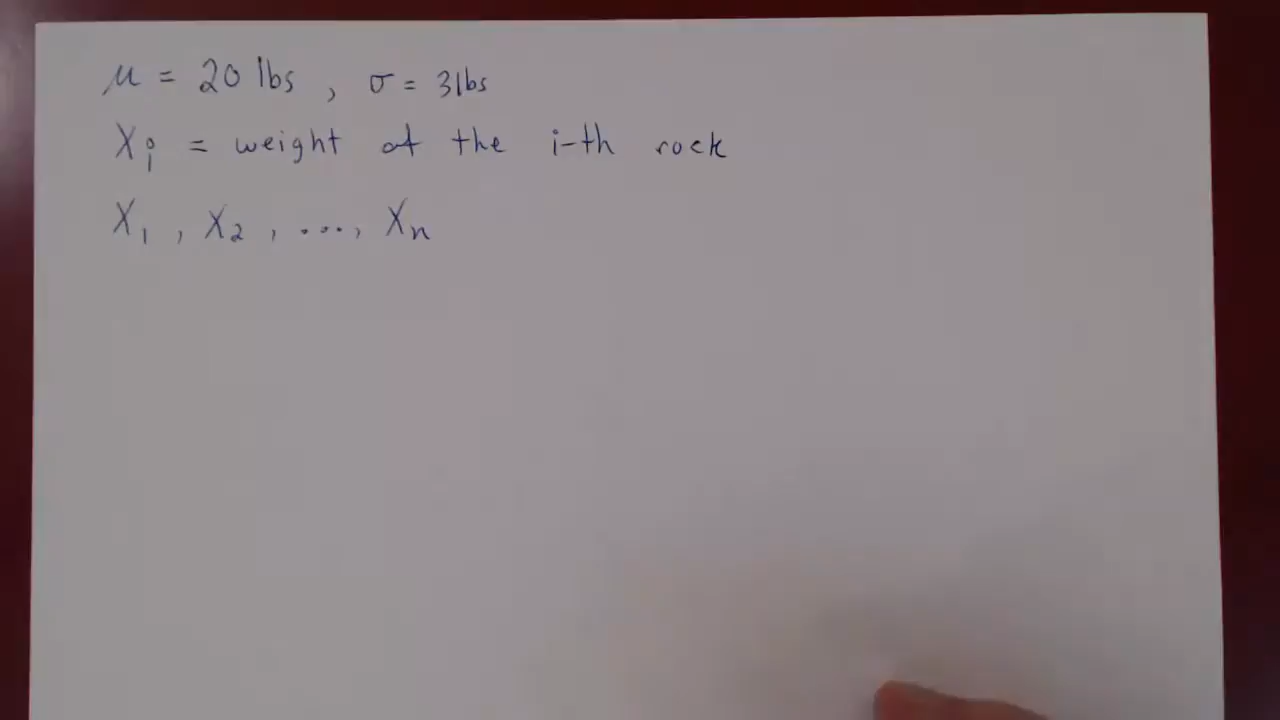 μ = 20 lbs , σ = 3 lbs
Xi = weight of the i-th rock
X1 , X2 , ..., Xn